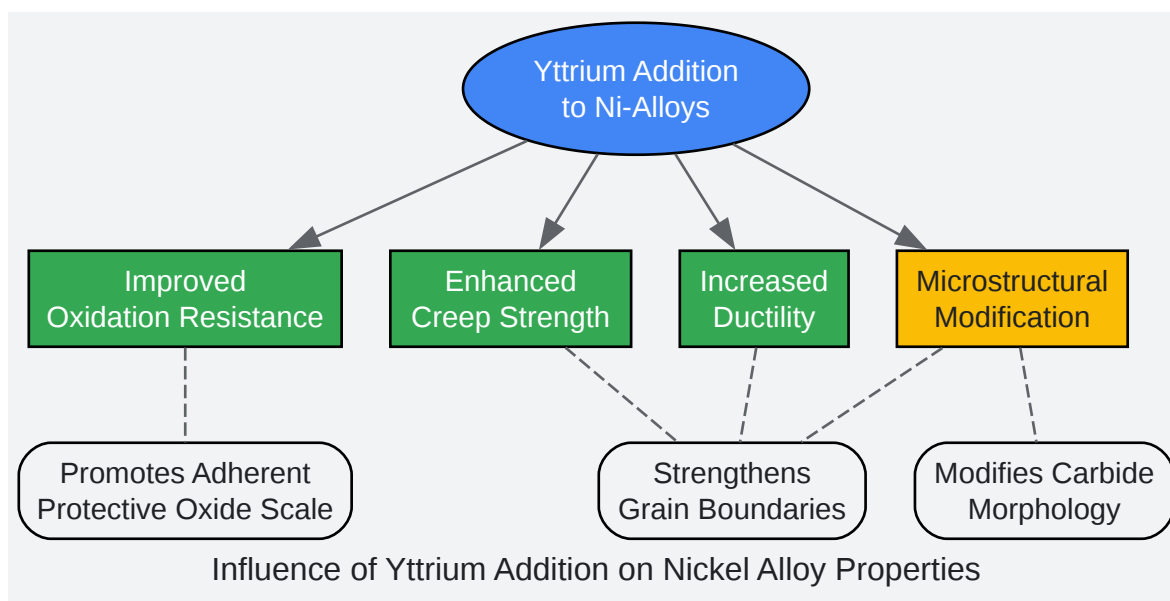 Yttrium Addition
to Ni-Alloys
Improved
Oxidation Resistance
Enhanced
Creep Strength
Increased
Ductility
Microstructural
Modification
Promotes Adherent
Protective Oxide Scale
Strengthens
Grain Boundaries
Modifies Carbide
Morphology
Influence of Yttrium Addition on Nickel Alloy Properties